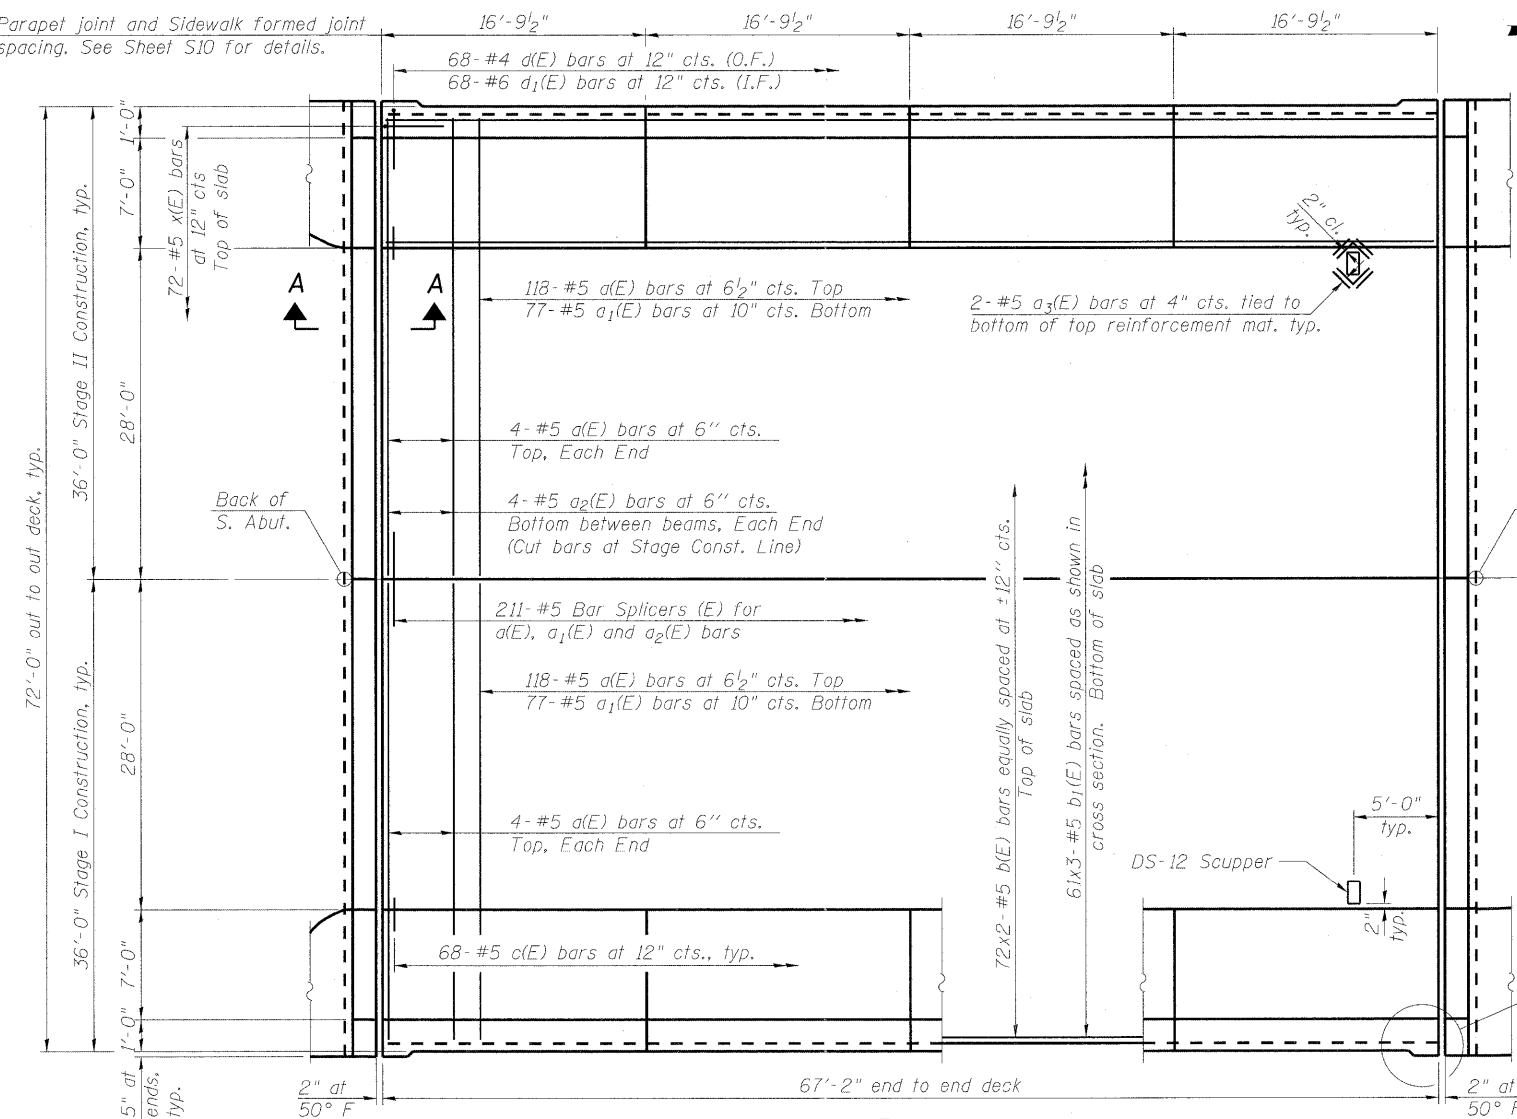 Parapet joint and Sidewalk formed joint
spacing. See Sheet S10 for details.
16'-9½"
16'-9½"
16'-9½"
16'-9½"
68-#4 d(E) bars at 12" cts. (O.F.)
68-#6 d₁(E) bars at 12" cts. (I.F.)
72'-0" out to out deck, typ.
36'-0" Stage II Construction, typ.
36'-0" Stage I Construction, typ.
1'-0"
7'-0"
28'-0"
28'-0"
7'-0"
1'-0"
5" at
ends,
typ.
72-#5 x(E) bars
at 12" cts
Top of slab
A
A
2" cl.
typ.
118-#5 a(E) bars at 6½" cts. Top
77-#5 a₁(E) bars at 10" cts. Bottom
2-#5 a₃(E) bars at 4" cts. tied to
bottom of top reinforcement mat. typ.
4-#5 a(E) bars at 6'' cts.
Top, Each End
Back of
S. Abut.
4-#5 a₂(E) bars at 6'' cts.
Bottom between beams, Each End
(Cut bars at Stage Const. Line)
211-#5 Bar Splicers (E) for
a(E), a₁(E) and a₂(E) bars
118-#5 a(E) bars at 6½" cts. Top
77-#5 a₁(E) bars at 10" cts. Bottom
72x2-#5 b(E) bars equally spaced at ±12'' cts.
Top of slab
61x3-#5 b₁(E) bars spaced as shown in
cross section. Bottom of slab
4-#5 a(E) bars at 6'' cts.
Top, Each End
5'-0"
typ.
DS-12 Scupper
2"
typ.
68-#5 c(E) bars at 12" cts., typ.
2" at
50° F
67'-2" end to end deck
2" at
50° F